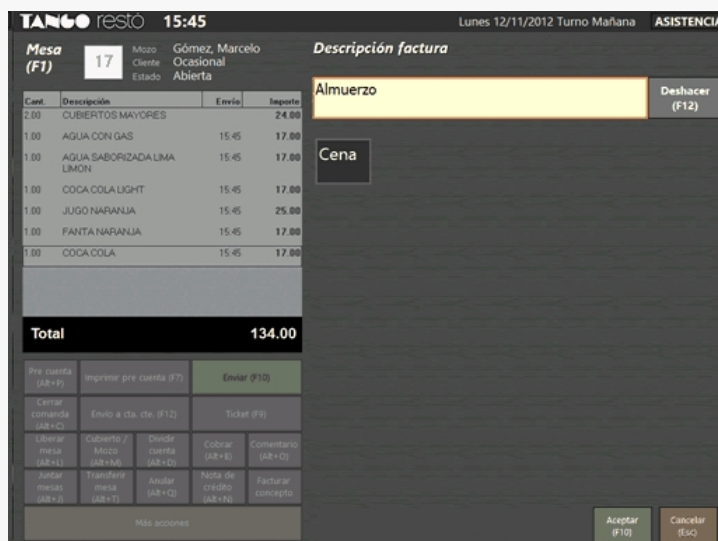 TANGO restó 15:45 Lunes 12/11/2012 Turno Mañana ASISTENCIA
Mesa (F1) 17
Mozo Gómez, Marcelo
Cliente Ocasional
Estado Abierta
Cant. Descripción Envío Importe
2.00 CUBIERTOS MAYORES 24.00
1.00 AGUA CON GAS 15:45 17.00
1.00 AGUA SABORIZADA LIMA 15:45 17.00
LIMON
1.00 COCA COLA LIGHT 15:45 17.00
1.00 JUGO NARANJA 15:45 25.00
1.00 FANTA NARANJA 15:45 17.00
1.00 COCA COLA 15:45 17.00
Total 134.00
Pre cuenta (Alt+P)
Imprimir pre cuenta (F7)
Enviar (F10)
Cerrar comanda (Alt+C)
Envío a cta. cte. (F12)
Ticket (F9)
Liberar mesa (Alt+L)
Cubierto / Mozo (Alt+M)
Dividir cuenta (Alt+D)
Cobrar (Alt+E)
Comentario (Alt+O)
Juntar mesas (Alt+J)
Transferir mesa (Alt+T)
Anular (Alt+Q)
Nota de crédito (Alt+N)
Facturar concepto
Más acciones
Descripción factura
Almuerzo
Deshacer (F12)
Cena
Aceptar (F10)
Cancelar (Esc)